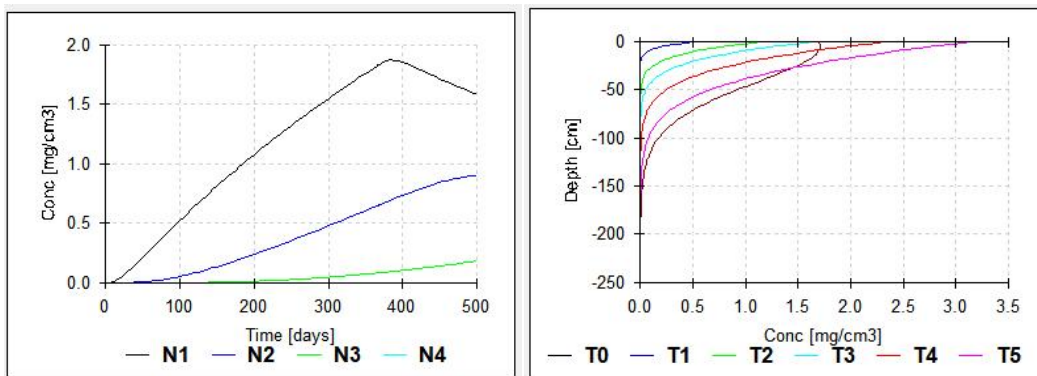 Conc [mg/cm3]
2.0
1.5
1.0
0.5
0.0
0 100 200 300 400 500
Time [days]
N1 N2 N3 N4
Depth [cm]
0
-50
-100
-150
-200
-250
0.0 0.5 1.0 1.5 2.0 2.5 3.0 3.5
Conc [mg/cm3]
T0 T1 T2 T3 T4 T5